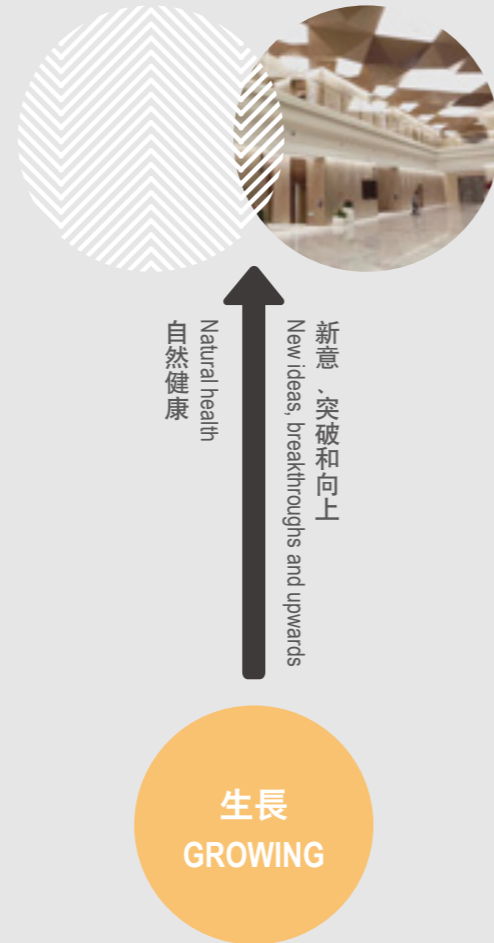 自然健康
Natural health
新意、突破和向上
New ideas, breakthroughs and upwards
生長
GROWING